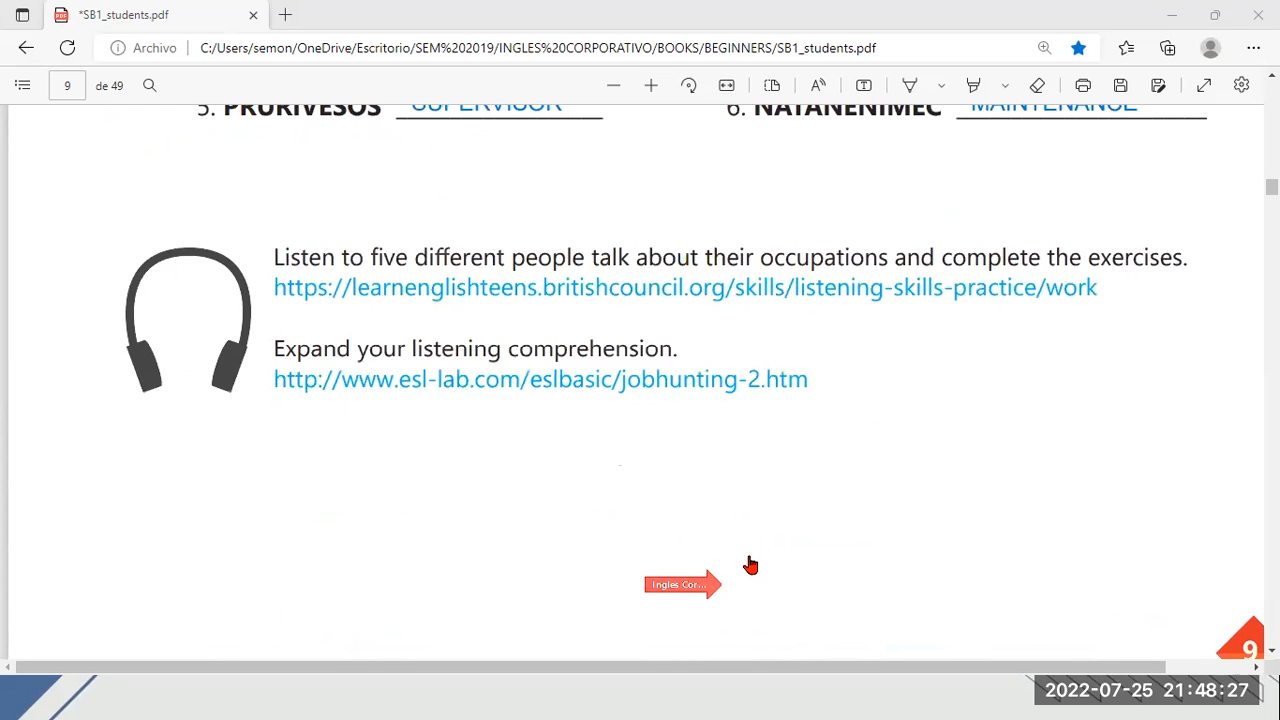 *SB1_students.pdf
Archivo
C:/Users/semon/OneDrive/Escritorio/SEM%202019/INGLES%20CORPORATIVO/BOOKS/BEGINNERS/SB1_students.pdf
9 de 49
5. PRURIVESOS SUPERVISOR 6. NATANENIMEC MAINTENANCE
Listen to five different people talk about their occupations and complete the exercises.
https://learnenglishteens.britishcouncil.org/skills/listening-skills-practice/work
Expand your listening comprehension.
http://www.esl-lab.com/eslbasic/jobhunting-2.htm
Ingles Cor...
9
2022-07-25 21:48:27